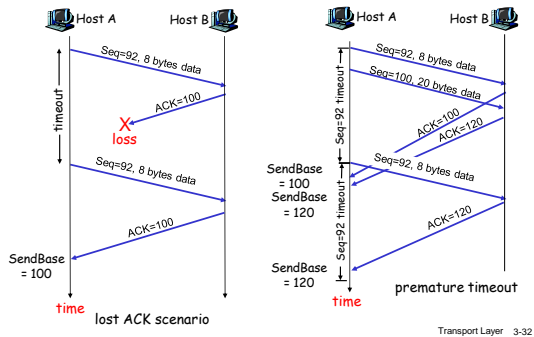 Host A
Host B
Seq=92, 8 bytes data
ACK=100
timeout
X
loss
Seq=92, 8 bytes data
ACK=100
SendBase
= 100
time
lost ACK scenario
Host A
Host B
Seq=92, 8 bytes data
Seq=100, 20 bytes data
Seq=92 timeout
ACK=100
ACK=120
Seq=92, 8 bytes data
SendBase
= 100
SendBase
= 120
Seq=92 timeout
ACK=120
SendBase
= 120
time
premature timeout
Transport Layer 3-32